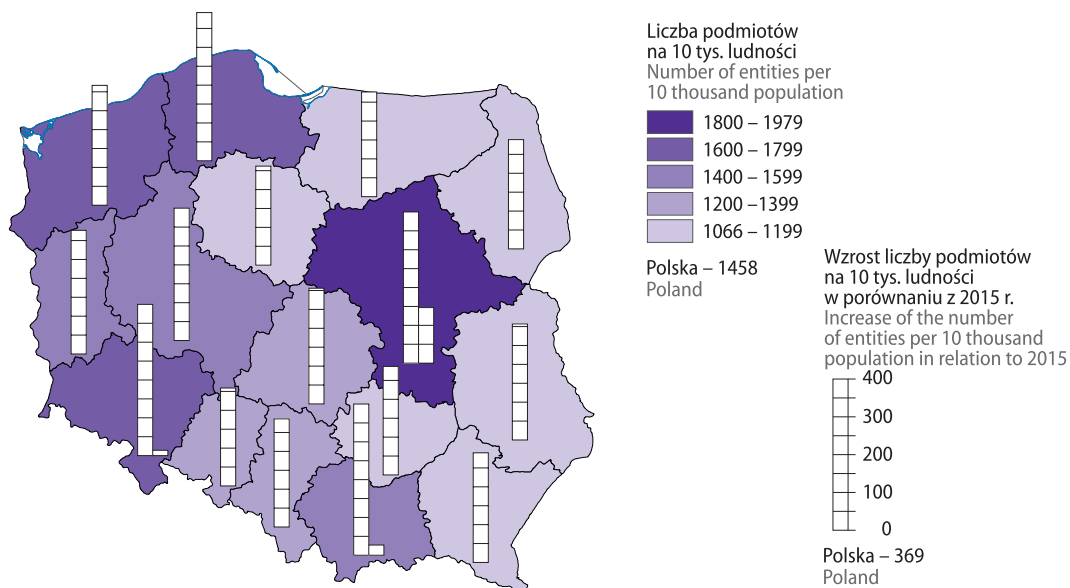 Liczba podmiotów
na 10 tys. ludności
Number of entities per
10 thousand population
1800 – 1979
1600 – 1799
1400 – 1599
1200 –1399
1066 – 1199
Polska – 1458
Poland
Wzrost liczby podmiotów
na 10 tys. ludności
w porównaniu z 2015 r.
Increase of the number
of entities per 10 thousand
population in relation to 2015
400
300
200
100
0
Polska – 369
Poland